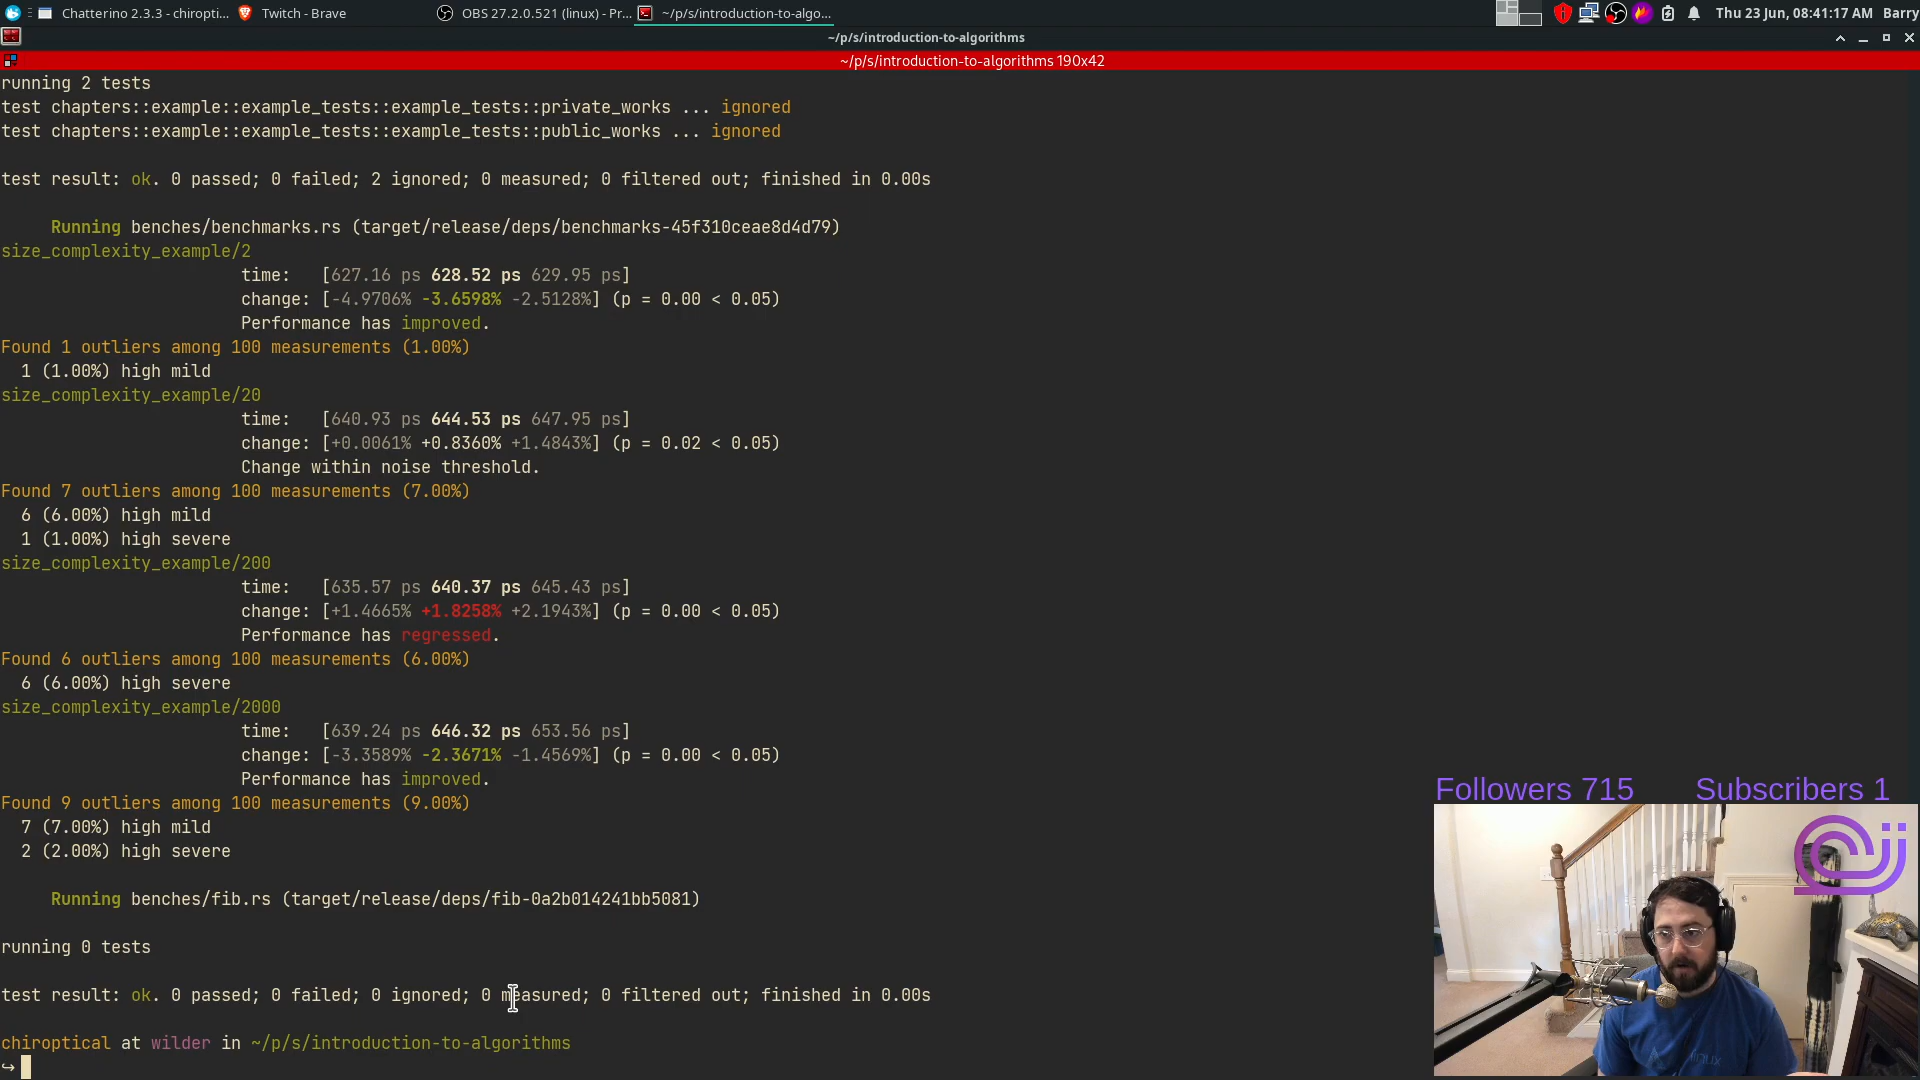 Chatterino 2.3.3 - chiropti...
Twitch - Brave
OBS 27.2.0.521 (linux) - Pr...
~/p/s/introduction-to-algo...
Thu 23 Jun, 08:41:17 AM Barry
~/p/s/introduction-to-algorithms
~/p/s/introduction-to-algorithms 190x42
running 2 tests
test chapters::example::example_tests::example_tests::private_works ... ignored
test chapters::example::example_tests::example_tests::public_works ... ignored
test result: ok. 0 passed; 0 failed; 2 ignored; 0 measured; 0 filtered out; finished in 0.00s
Running benches/benchmarks.rs (target/release/deps/benchmarks-45f310ceae8d4d79)
size_complexity_example/2
time: [627.16 ps 628.52 ps 629.95 ps]
change: [-4.9706% -3.6598% -2.5128%] (p = 0.00 < 0.05)
Performance has improved.
Found 1 outliers among 100 measurements (1.00%)
1 (1.00%) high mild
size_complexity_example/20
time: [640.93 ps 644.53 ps 647.95 ps]
change: [+0.0061% +0.8360% +1.4843%] (p = 0.02 < 0.05)
Change within noise threshold.
Found 7 outliers among 100 measurements (7.00%)
6 (6.00%) high mild
1 (1.00%) high severe
size_complexity_example/200
time: [635.57 ps 640.37 ps 645.43 ps]
change: [+1.4665% +1.8258% +2.1943%] (p = 0.00 < 0.05)
Performance has regressed.
Found 6 outliers among 100 measurements (6.00%)
6 (6.00%) high severe
size_complexity_example/2000
time: [639.24 ps 646.32 ps 653.56 ps]
change: [-3.3589% -2.3671% -1.4569%] (p = 0.00 < 0.05)
Performance has improved.
Found 9 outliers among 100 measurements (9.00%)
7 (7.00%) high mild
2 (2.00%) high severe
Running benches/fib.rs (target/release/deps/fib-0a2b014241bb5081)
running 0 tests
test result: ok. 0 passed; 0 failed; 0 ignored; 0 measured; 0 filtered out; finished in 0.00s
chiroptical at wilder in ~/p/s/introduction-to-algorithms
↪
Followers 715 Subscribers 1